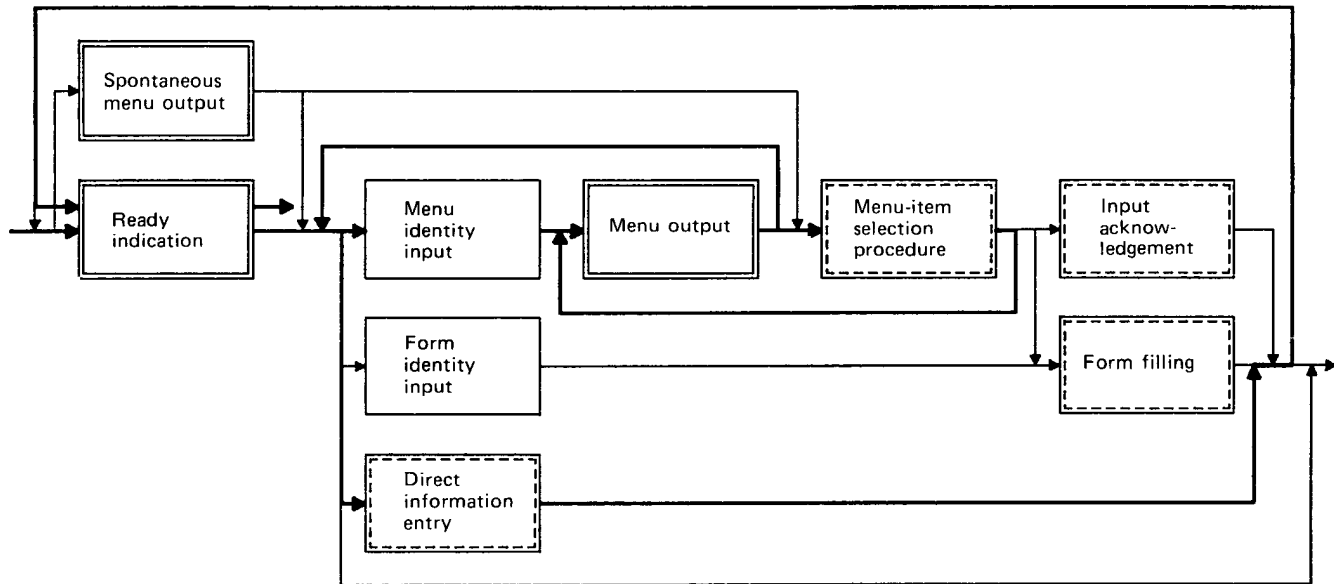 Spontaneous
menu output
Ready
indication
Menu
identity
input
Menu output
Menu-item
selection
procedure
Input
acknow-
ledgement
Form
identity
input
Form filling
Direct
information
entry